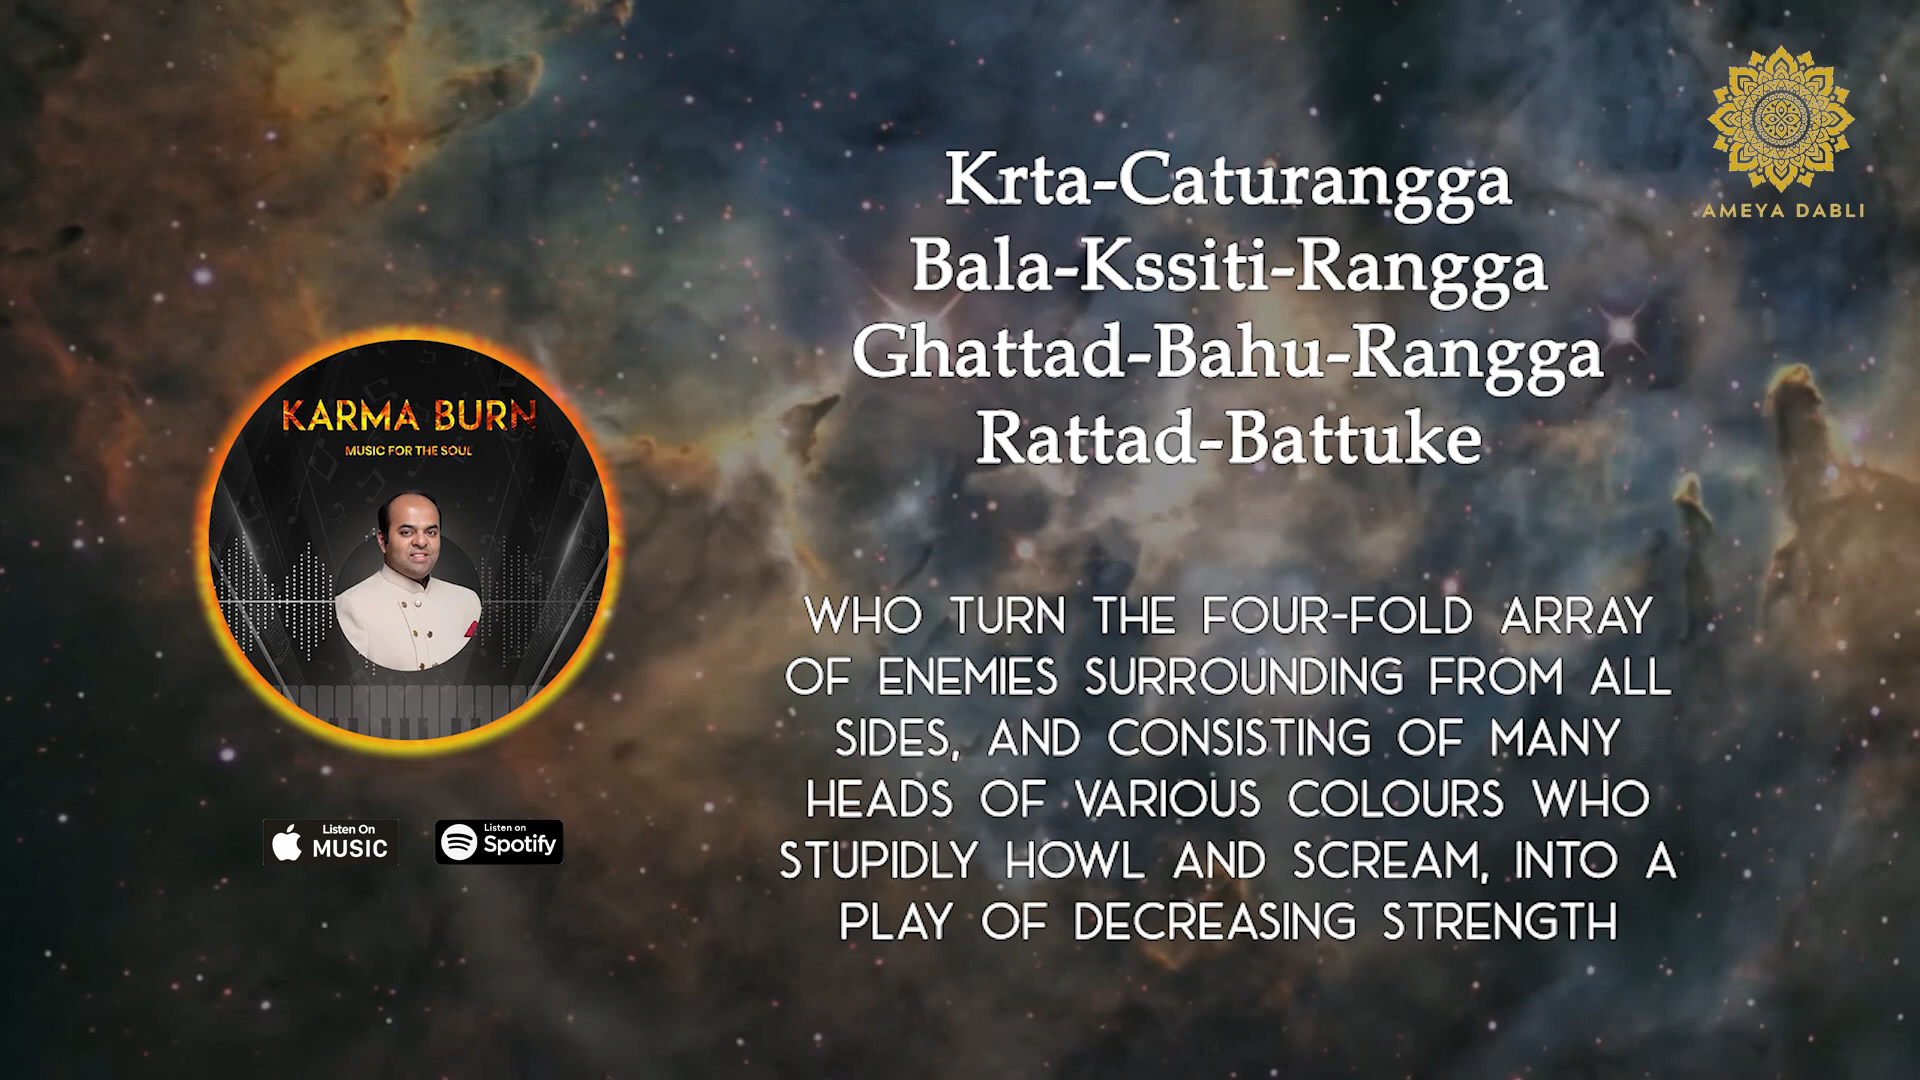 Krta-Caturangga
Bala-Kssiti-Rangga
Ghattad-Bahu-Rangga
Rattad-Battuke
AMEYA DABLI
KARMA BURN
MUSIC FOR THE SOUL
Listen On
MUSIC
Listen on
Spotify
WHO TURN THE FOUR-FOLD ARRAY
OF ENEMIES SURROUNDING FROM ALL
SIDES, AND CONSISTING OF MANY
HEADS OF VARIOUS COLOURS WHO
STUPIDLY HOWL AND SCREAM, INTO A
PLAY OF DECREASING STRENGTH